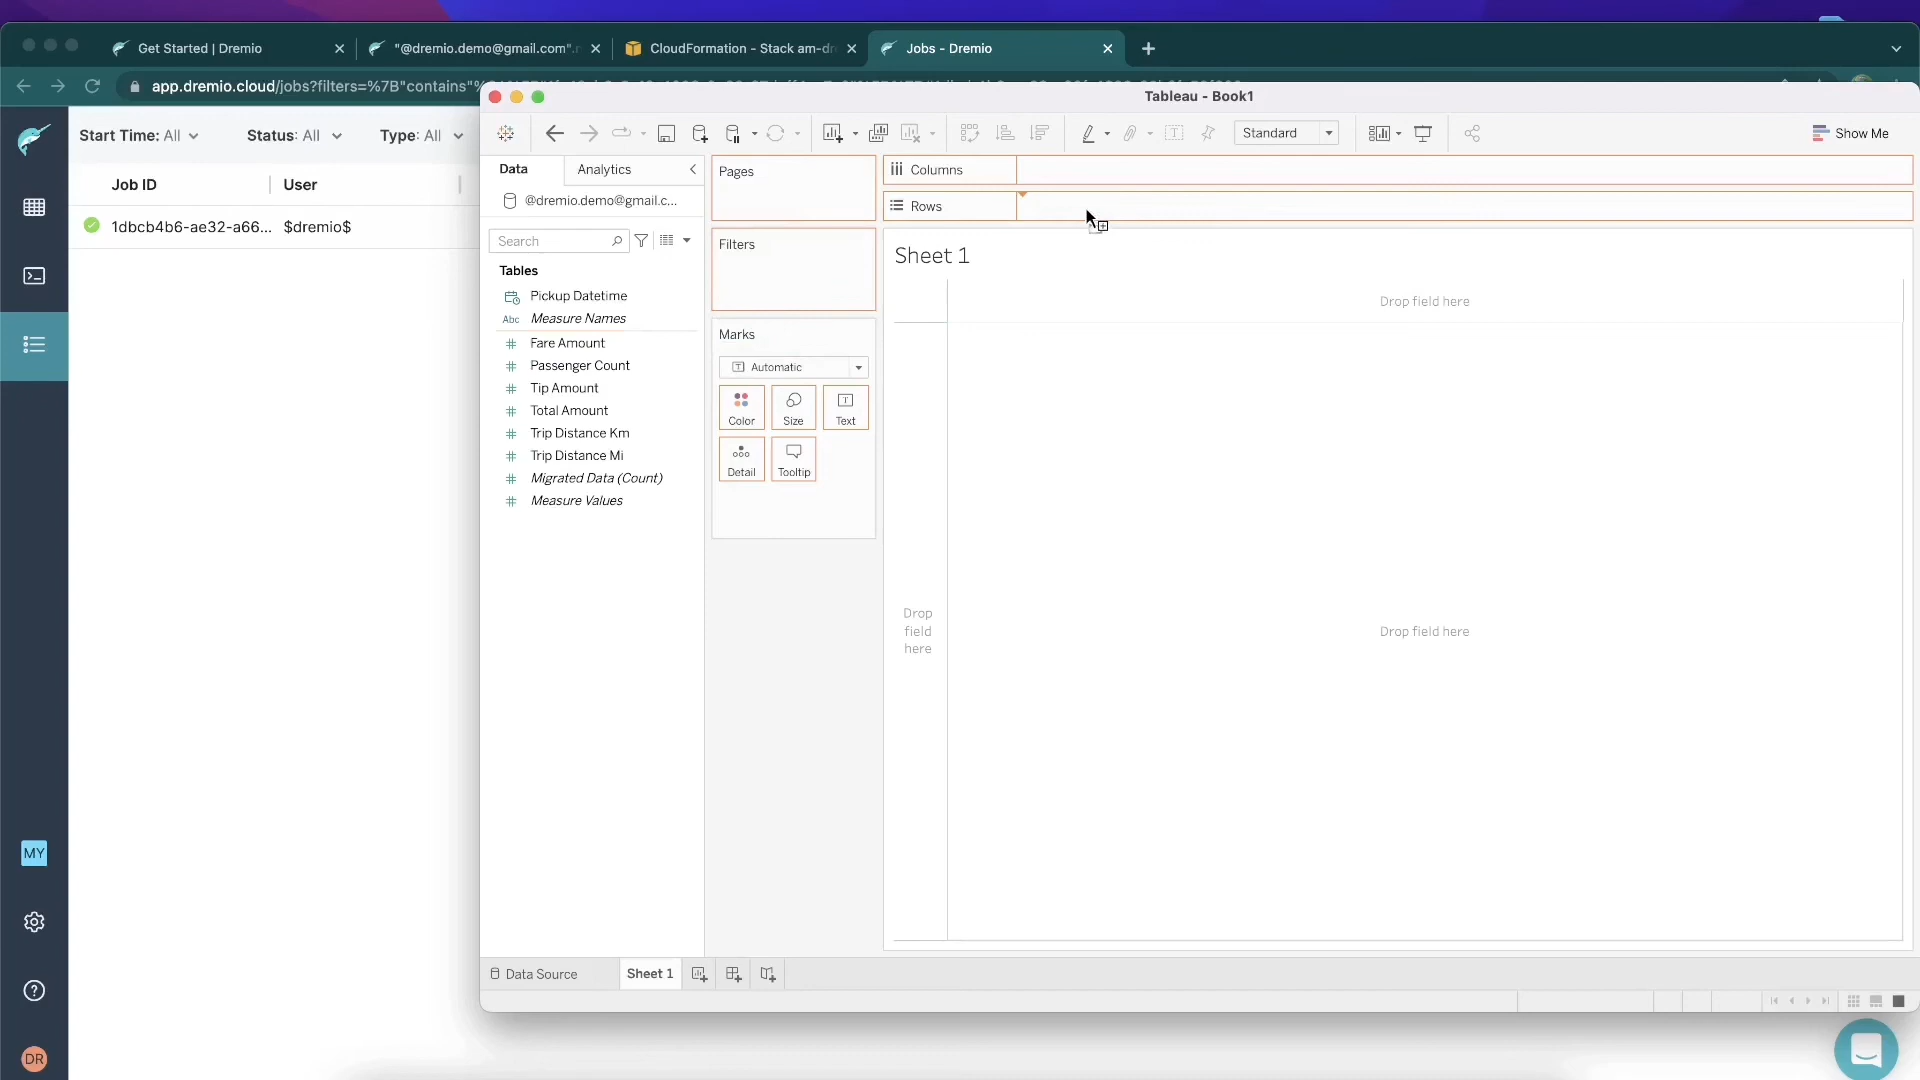 Get Started | Dremio
"@dremio.demo@gmail.com".
CloudFormation - Stack am-dr
Jobs - Dremio
app.dremio.cloud/jobs?filters=%7B"contains"%
Start Time: All
Status: All
Type: All
Job ID
User
1dbcb4b6-ae32-a66...
$dremio$
MY
DR
Tableau - Book1
Standard
Show Me
Data
Analytics
@dremio.demo@gmail.c...
Search
Tables
Pickup Datetime
Abc
Measure Names
Fare Amount
Passenger Count
Tip Amount
Total Amount
Trip Distance Km
Trip Distance Mi
Migrated Data (Count)
Measure Values
Pages
Filters
Marks
Automatic
Color
Size
Text
Detail
Tooltip
Columns
Rows
Sheet 1
Drop field here
Drop
field
here
Drop field here
Data Source
Sheet 1